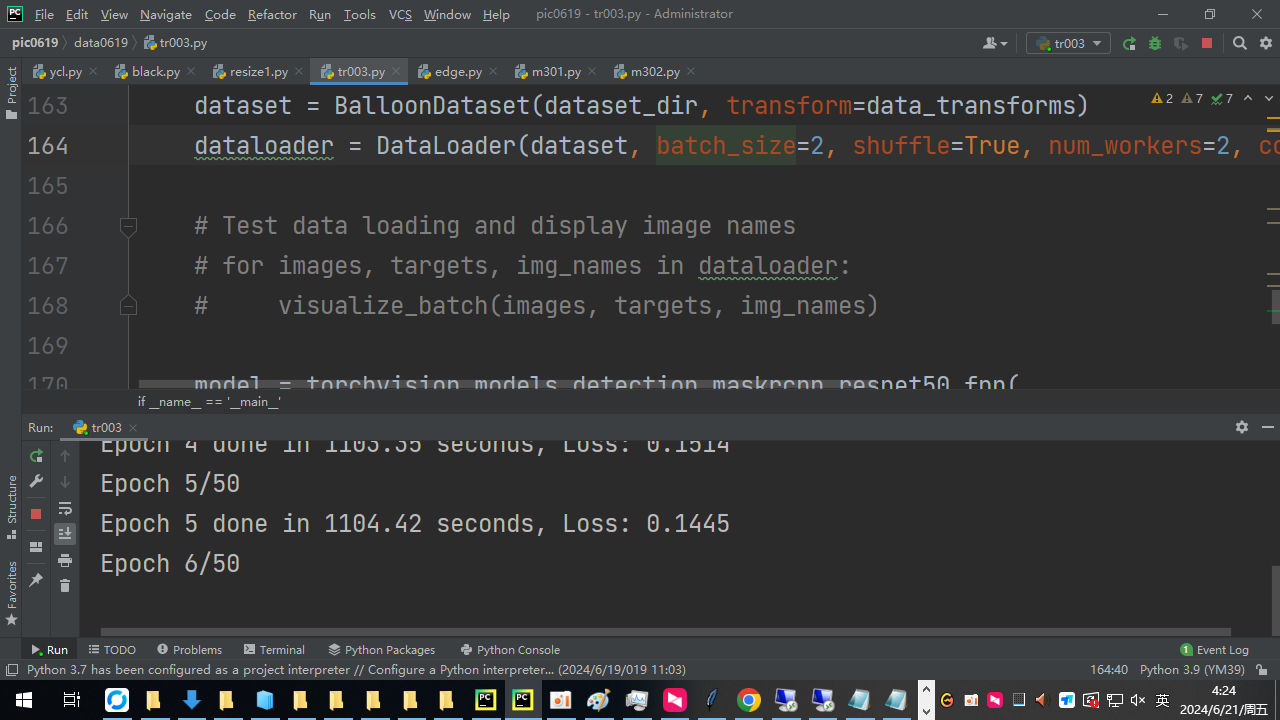 File Edit View Navigate Code Refactor Run Tools VCS Window Help pic0619 - tr003.py - Administrator
pic0619 data0619 tr003.py tr003
ycl.py black.py resize1.py tr003.py edge.py m301.py m302.py
Project
163 dataset = BalloonDataset(dataset_dir, transform=data_transforms)
2 7 7
164 dataloader = DataLoader(dataset, batch_size=2, shuffle=True, num_workers=2, co
165
166 # Test data loading and display image names
167 # for images, targets, img_names in dataloader:
168 #     visualize_batch(images, targets, img_names)
169
170 model = torchvision.models.detection.maskrcnn_resnet50_fpn(
if __name__ == '__main__'
Run: tr003
Epoch 4 done in 1103.35 seconds, Loss: 0.1514
Epoch 5/50
Epoch 5 done in 1104.42 seconds, Loss: 0.1445
Epoch 6/50
Structure
Favorites
Run TODO Problems Terminal Python Packages Python Console 1 Event Log
Python 3.7 has been configured as a project interpreter // Configure a Python interpreter... (2024/6/19/019 11:03) 164:40 Python 3.9 (YM39)
英
4:24
2024/6/21/周五